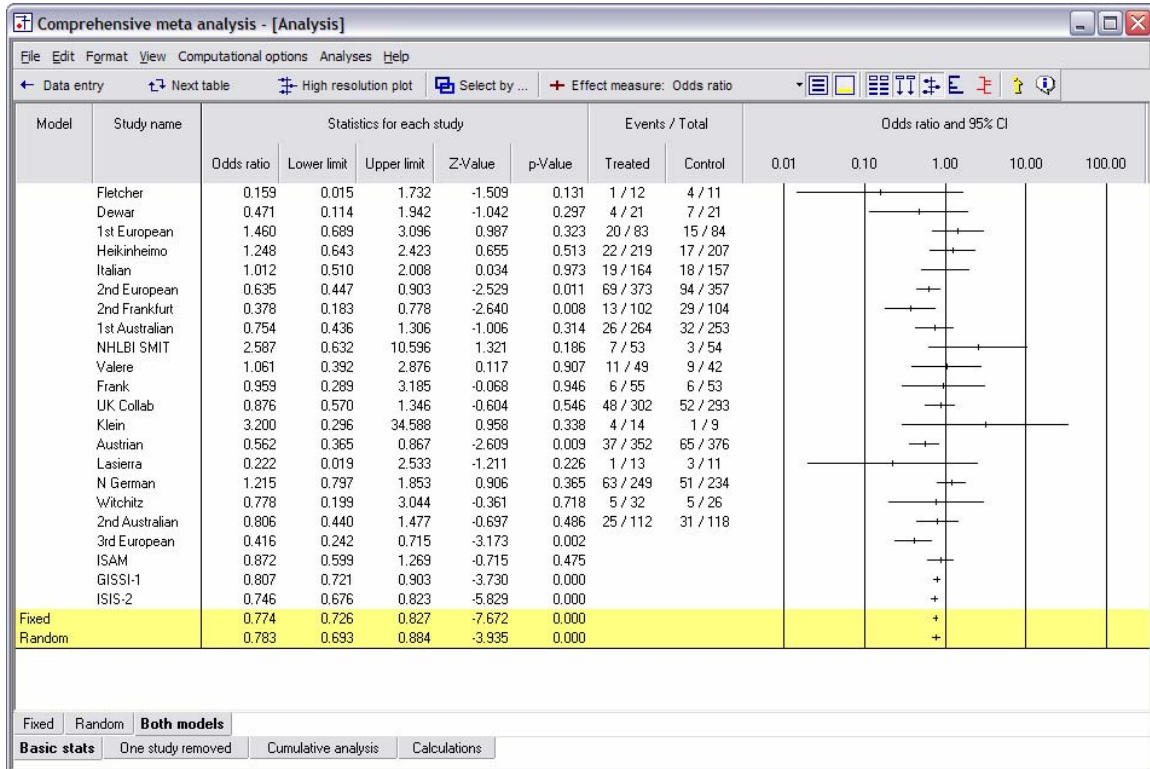 Comprehensive meta analysis - [Analysis]
File Edit Format View Computational options Analyses Help
Data entry Next table High resolution plot Select by ... Effect measure: Odds ratio
Model Study name Statistics for each study Events / Total Odds ratio and 95% CI
Odds ratio Lower limit Upper limit Z-Value p-Value Treated Control 0.01 0.10 1.00 10.00 100.00
Fletcher 0.159 0.015 1.732 -1.509 0.131 1 / 12 4 / 11
Dewar 0.471 0.114 1.942 -1.042 0.297 4 / 21 7 / 21
1st European 1.460 0.689 3.096 0.987 0.323 20 / 83 15 / 84
Heikinheimo 1.248 0.643 2.423 0.655 0.513 22 / 219 17 / 207
Italian 1.012 0.510 2.008 0.034 0.973 19 / 164 18 / 157
2nd European 0.635 0.447 0.903 -2.529 0.011 69 / 373 94 / 357
2nd Frankfurt 0.378 0.183 0.778 -2.640 0.008 13 / 102 29 / 104
1st Australian 0.754 0.436 1.306 -1.006 0.314 26 / 264 32 / 253
NHLBI SMIT 2.587 0.632 10.596 1.321 0.186 7 / 53 3 / 54
Valere 1.061 0.392 2.876 0.117 0.907 11 / 49 9 / 42
Frank 0.959 0.289 3.185 -0.068 0.946 6 / 55 6 / 53
UK Collab 0.876 0.570 1.346 -0.604 0.546 48 / 302 52 / 293
Klein 3.200 0.296 34.588 0.958 0.338 4 / 14 1 / 9
Austrian 0.562 0.365 0.867 -2.609 0.009 37 / 352 65 / 376
Lasierra 0.222 0.019 2.533 -1.211 0.226 1 / 13 3 / 11
N German 1.215 0.797 1.853 0.906 0.365 63 / 249 51 / 234
Witchitz 0.778 0.199 3.044 -0.361 0.718 5 / 32 5 / 26
2nd Australian 0.806 0.440 1.477 -0.697 0.486 25 / 112 31 / 118
3rd European 0.416 0.242 0.715 -3.173 0.002
ISAM 0.872 0.599 1.269 -0.715 0.475
GISSI-1 0.807 0.721 0.903 -3.730 0.000
ISIS-2 0.746 0.676 0.823 -5.829 0.000
Fixed 0.774 0.726 0.827 -7.672 0.000
Random 0.783 0.693 0.884 -3.935 0.000
Fixed Random Both models
Basic stats One study removed Cumulative analysis Calculations